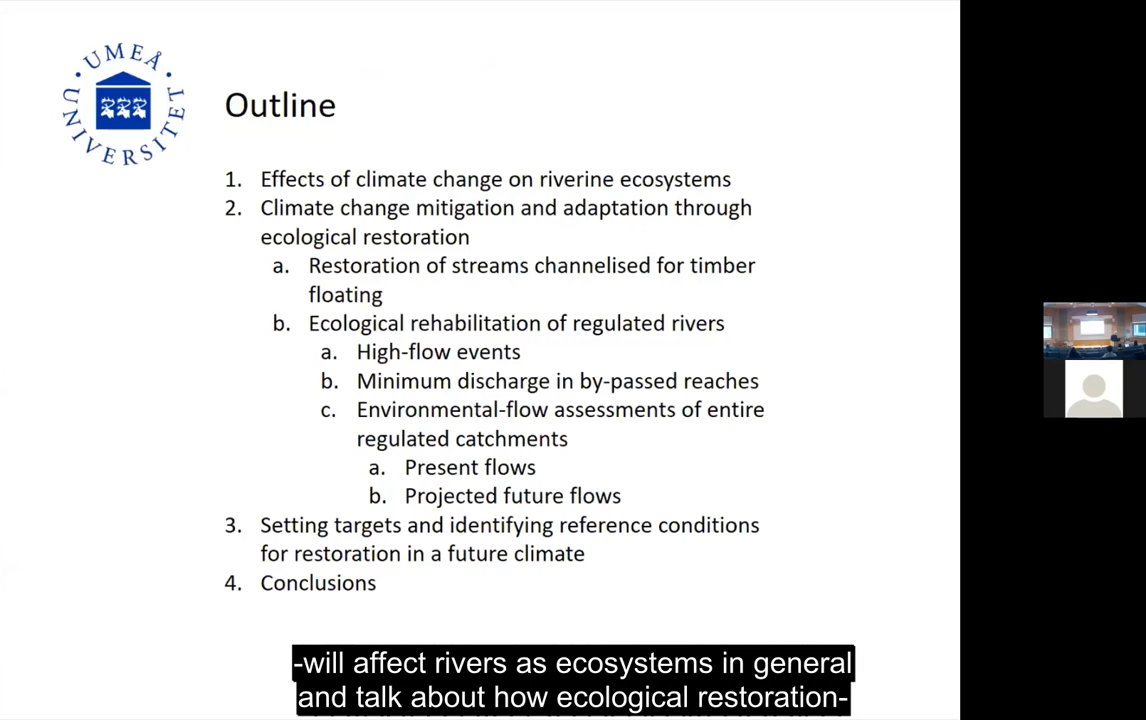 UMEÅ
UNIVERSITET
Outline
1. Effects of climate change on riverine ecosystems
2. Climate change mitigation and adaptation through
ecological restoration
a. Restoration of streams channelised for timber
floating
b. Ecological rehabilitation of regulated rivers
a. High-flow events
b. Minimum discharge in by-passed reaches
c. Environmental-flow assessments of entire
regulated catchments
a. Present flows
b. Projected future flows
3. Setting targets and identifying reference conditions
for restoration in a future climate
4. Conclusions
-will affect rivers as ecosystems in general
and talk about how ecological restoration-